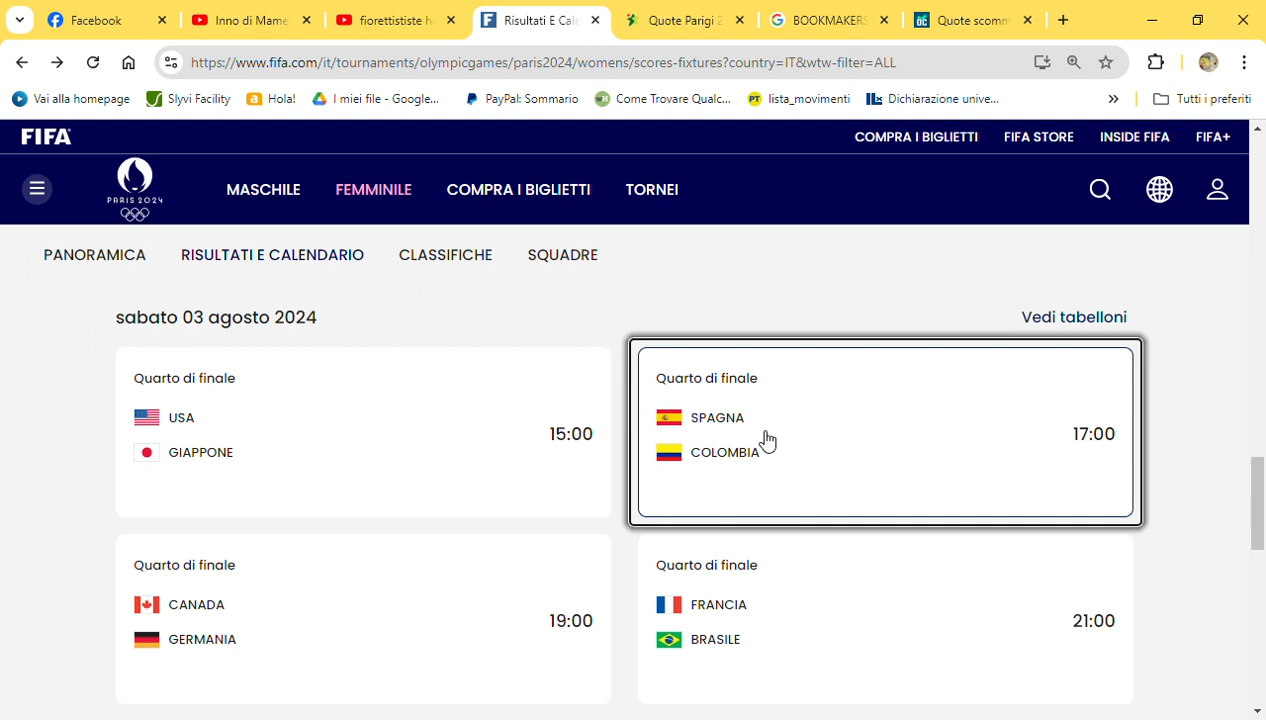 Facebook
Inno di Mame
fiorettististe h
Risultati E Cale
Quote Parigi 2
BOOKMAKER
Quote scomm
https://www.fifa.com/it/tournaments/olympicgames/paris2024/womens/scores-fixtures?country=IT&wtw-filter=ALL
Vai alla homepage
Slyvi Facility
Hola!
I miei file - Google...
PayPal: Sommario
Come Trovare Qualc...
lista_movimenti
Dichiarazione unive...
Tutti i preferiti
FIFA
COMPRA I BIGLIETTI
FIFA STORE
INSIDE FIFA
FIFA+
PARIS 2024
MASCHILE
FEMMINILE
COMPRA I BIGLIETTI
TORNEI
PANORAMICA
RISULTATI E CALENDARIO
CLASSIFICHE
SQUADRE
sabato 03 agosto 2024
Vedi tabelloni
Quarto di finale
USA
GIAPPONE
15:00
Quarto di finale
SPAGNA
COLOMBIA
17:00
Quarto di finale
CANADA
GERMANIA
19:00
Quarto di finale
FRANCIA
BRASILE
21:00